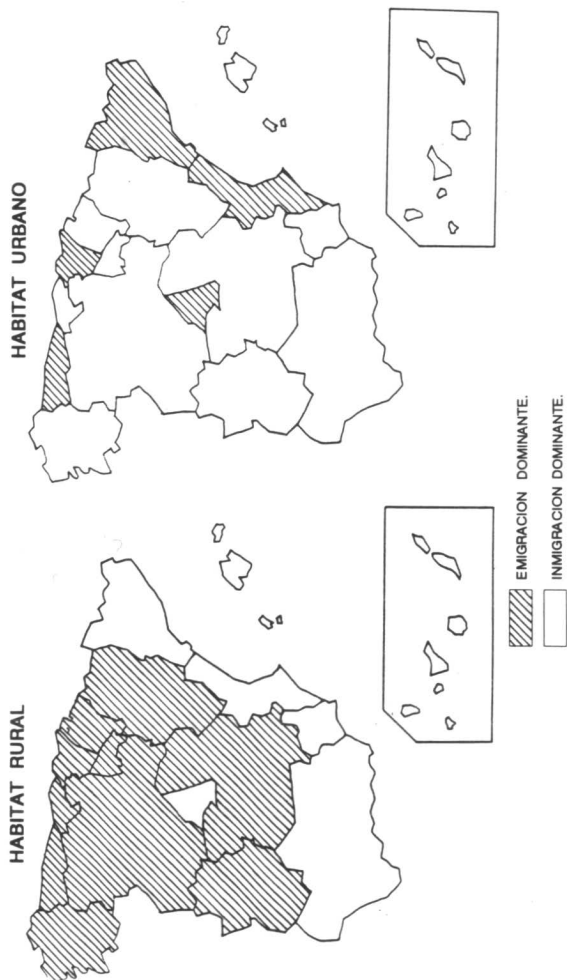 HABITAT RURAL
HABITAT URBANO
EMIGRACION DOMINANTE.
INMIGRACION DOMINANTE.